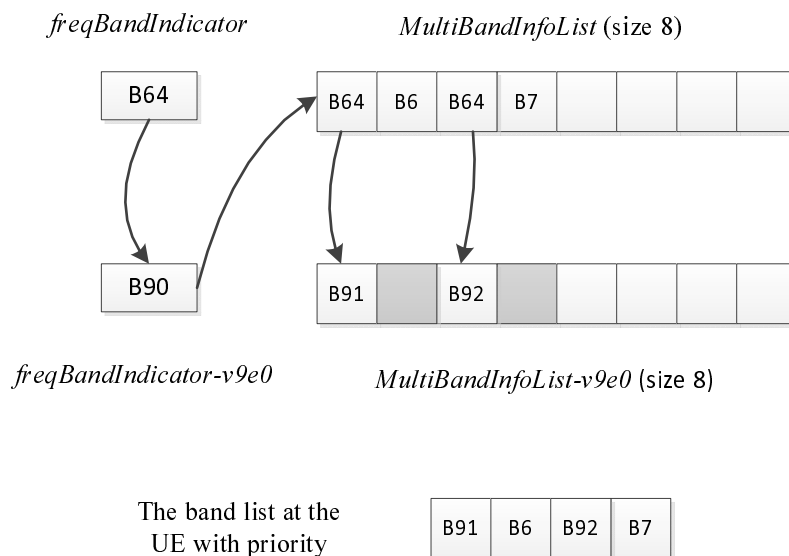 freqBandIndicator
MultiBandInfoList (size 8)
B64
B64 B6 B64 B7
B90
B91 B92
freqBandIndicator-v9e0
MultiBandInfoList-v9e0 (size 8)
The band list at the
UE with priority
B91 B6 B92 B7